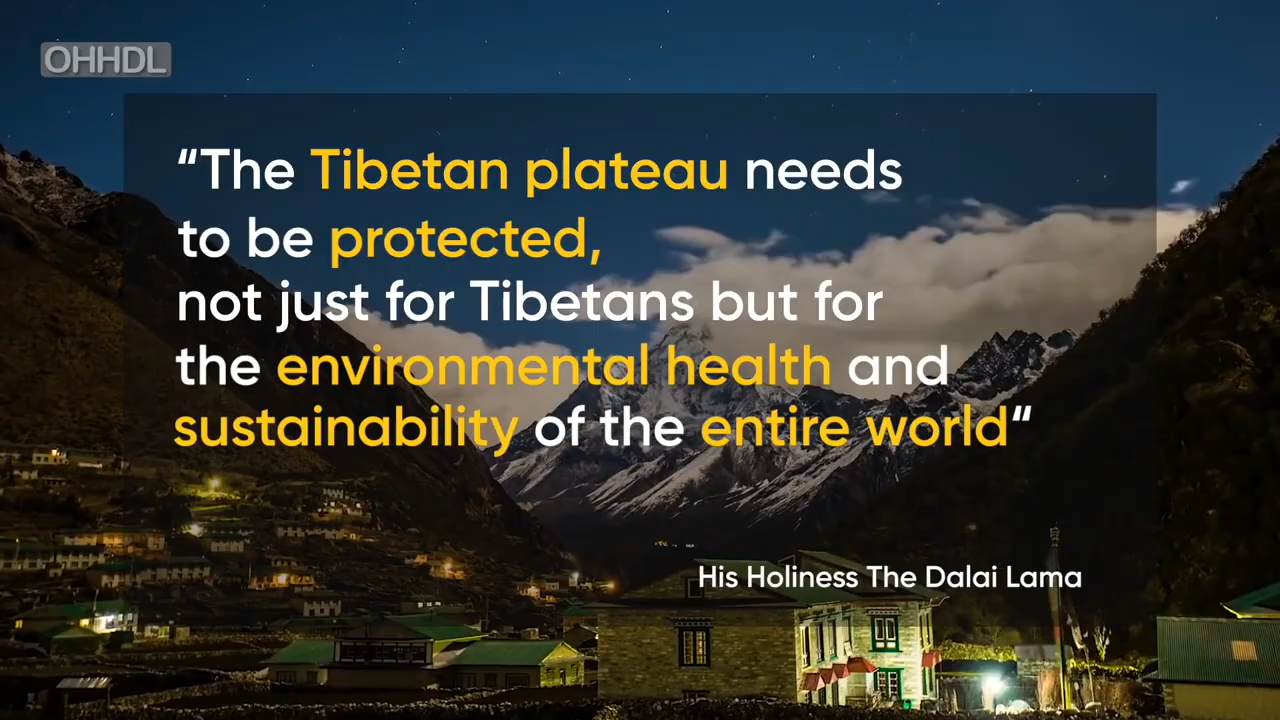 OHHDL
“The Tibetan plateau needs
to be protected,
not just for Tibetans but for
the environmental health and
sustainability of the entire world“
His Holiness The Dalai Lama